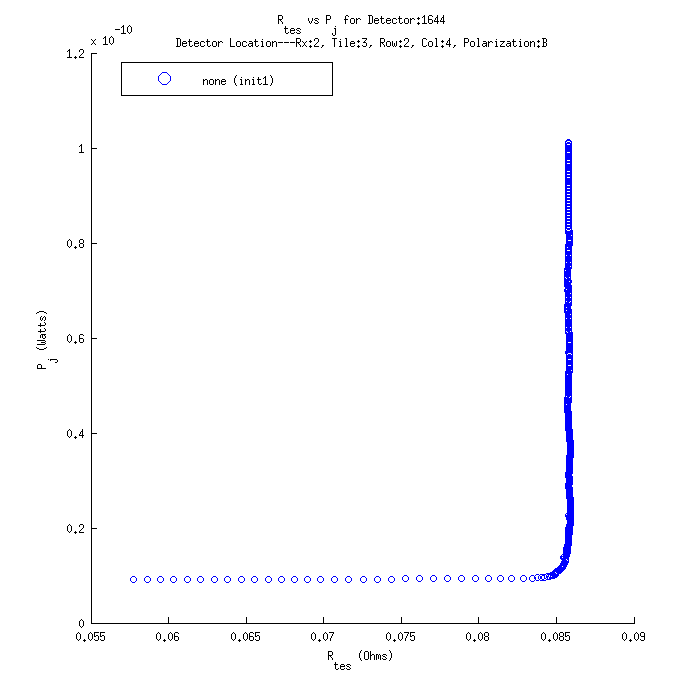 R_tes vs P_j for Detector:1644
Detector Location---Rx:2, Tile:3, Row:2, Col:4, Polarization:B
x 10^-10
none (init1)
1.2
1
0.8
0.6
0.4
0.2
0
P_j (Watts)
0.055 0.06 0.065 0.07 0.075 0.08 0.085 0.09
R_tes (Ohms)